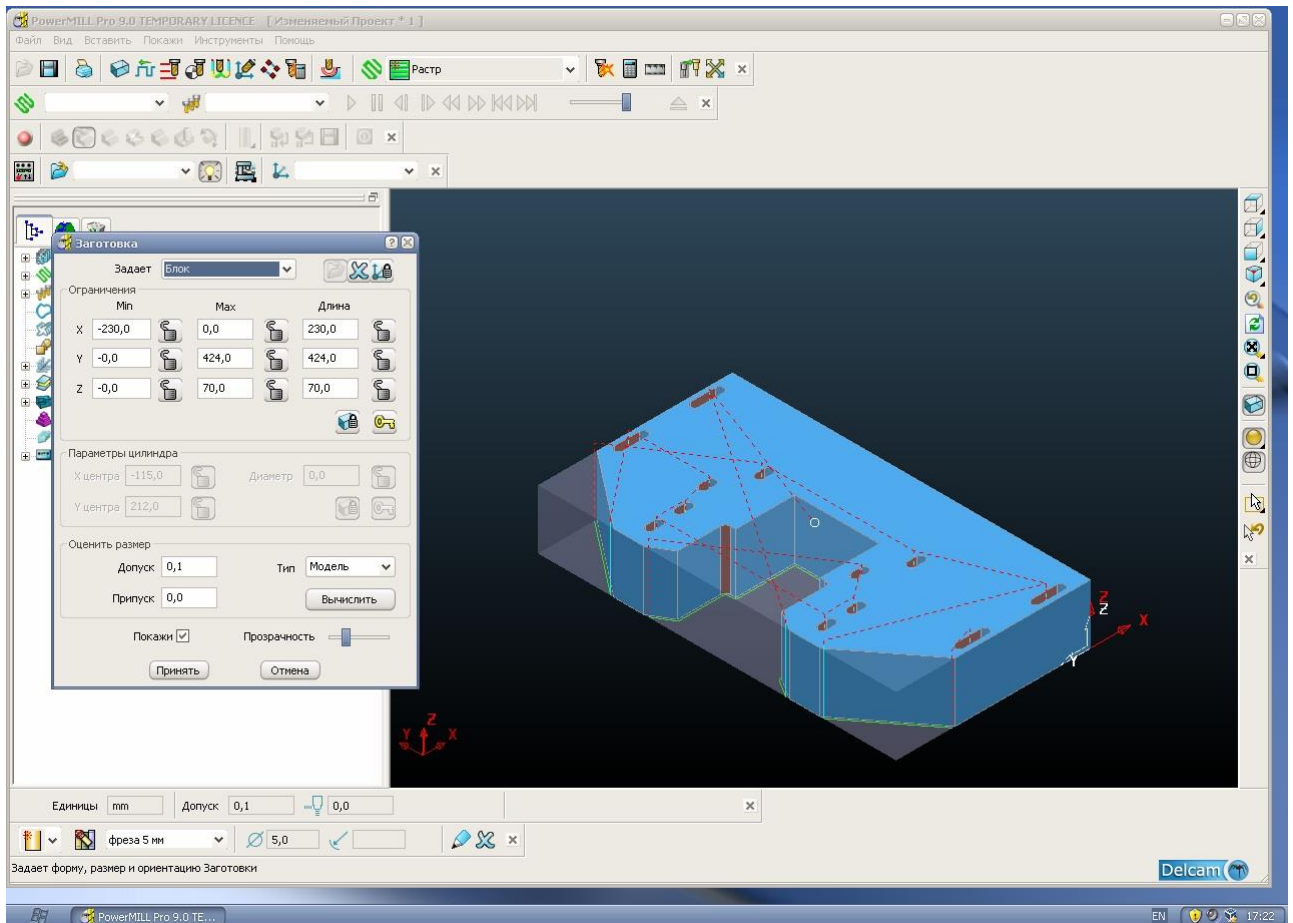 PowerMILL Pro 9.0 TEMPORARY LICENCE [ Изменяемый Проект * 1 ]
Файл Вид Вставить Покажи Инструменты Помощь
Растр
Заготовка
Задает Блок
Ограничения
Min Max Длина
X -230,0 0,0 230,0
Y -0,0 424,0 424,0
Z -0,0 70,0 70,0
Параметры цилиндра
X центра -115,0 Диаметр 0,0
Y центра 212,0
Оценить размер
Допуск 0,1 Тип Модель
Припуск 0,0 Вычислить
Покажи Прозрачность
Принять Отмена
Z
Z
X
Y
Z
Y X
Единицы mm Допуск 0,1 0,0
фреза 5 мм 5,0
Задает форму, размер и ориентацию Заготовки
Delcam
PowerMILL Pro 9.0 TE...
EN 17:22